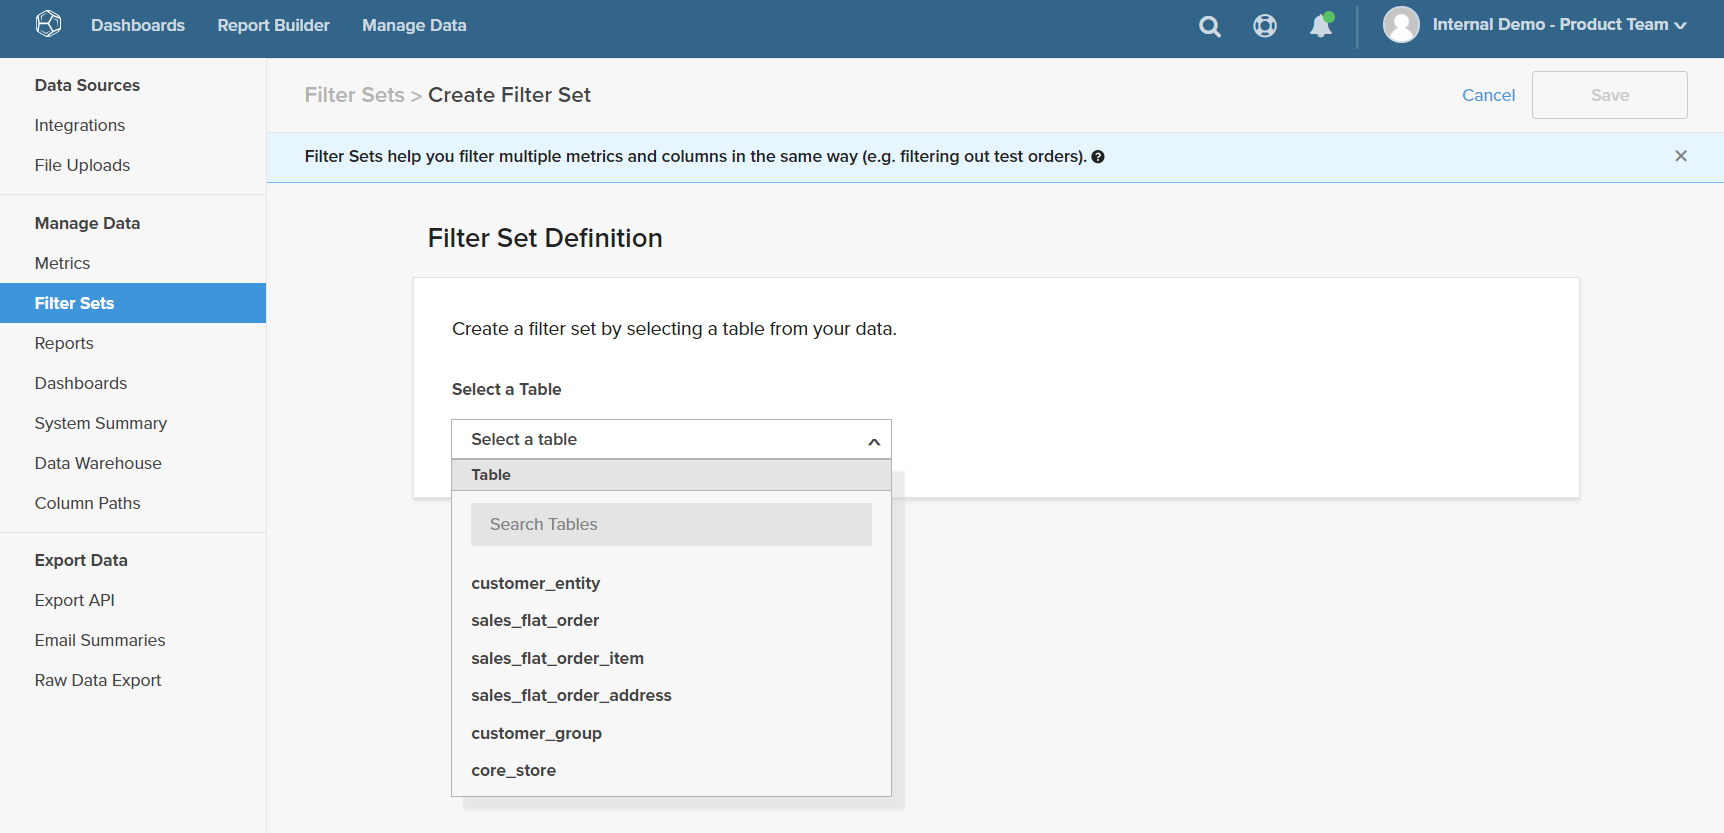 Dashboards Report Builder Manage Data Internal Demo - Product Team
Data Sources
Integrations
File Uploads
Manage Data
Metrics
Filter Sets
Reports
Dashboards
System Summary
Data Warehouse
Column Paths
Export Data
Export API
Email Summaries
Raw Data Export
Filter Sets > Create Filter Set
Cancel Save
Filter Sets help you filter multiple metrics and columns in the same way (e.g. filtering out test orders). ?
Filter Set Definition
Create a filter set by selecting a table from your data.
Select a Table
Select a table
Table
Search Tables
customer_entity
sales_flat_order
sales_flat_order_item
sales_flat_order_address
customer_group
core_store